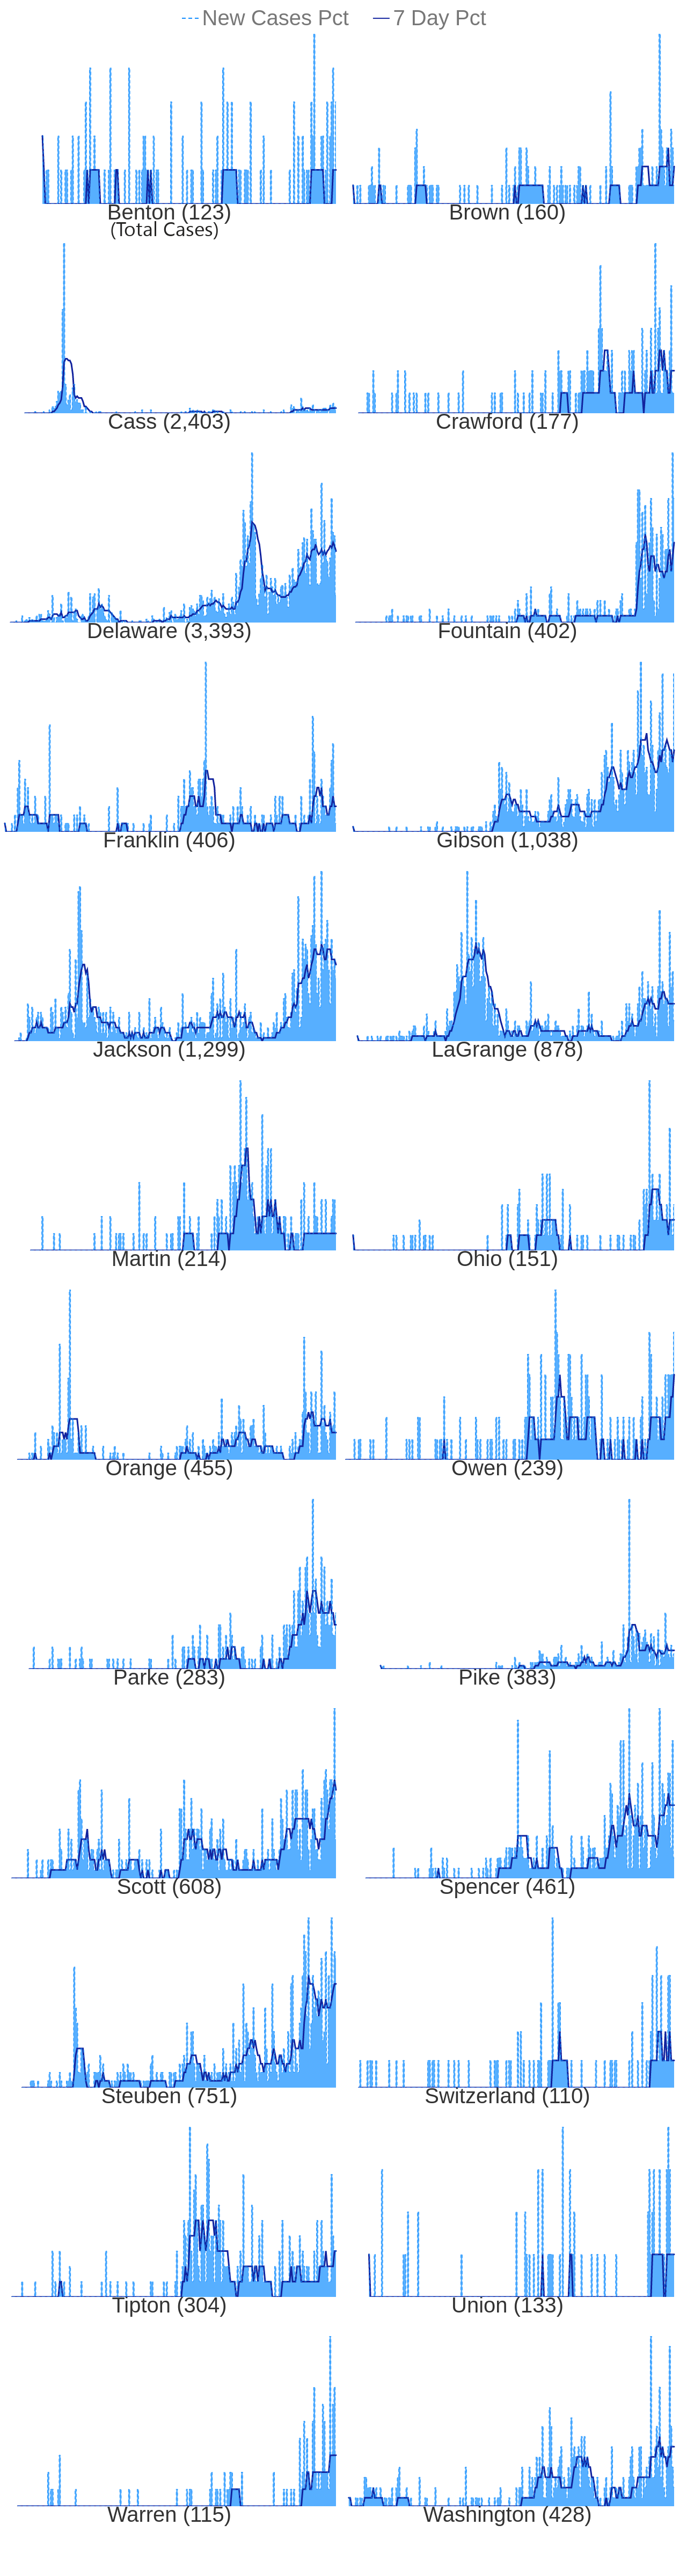 New Cases Pct 7 Day Pct
Benton (123) Brown (160)
(Total Cases)
Cass (2,403) Crawford (177)
Delaware (3,393) Fountain (402)
Franklin (406) Gibson (1,038)
Jackson (1,299) LaGrange (878)
Martin (214) Ohio (151)
Orange (455) Owen (239)
Parke (283) Pike (383)
Scott (608) Spencer (461)
Steuben (751) Switzerland (110)
Tipton (304) Union (133)
Warren (115) Washington (428)